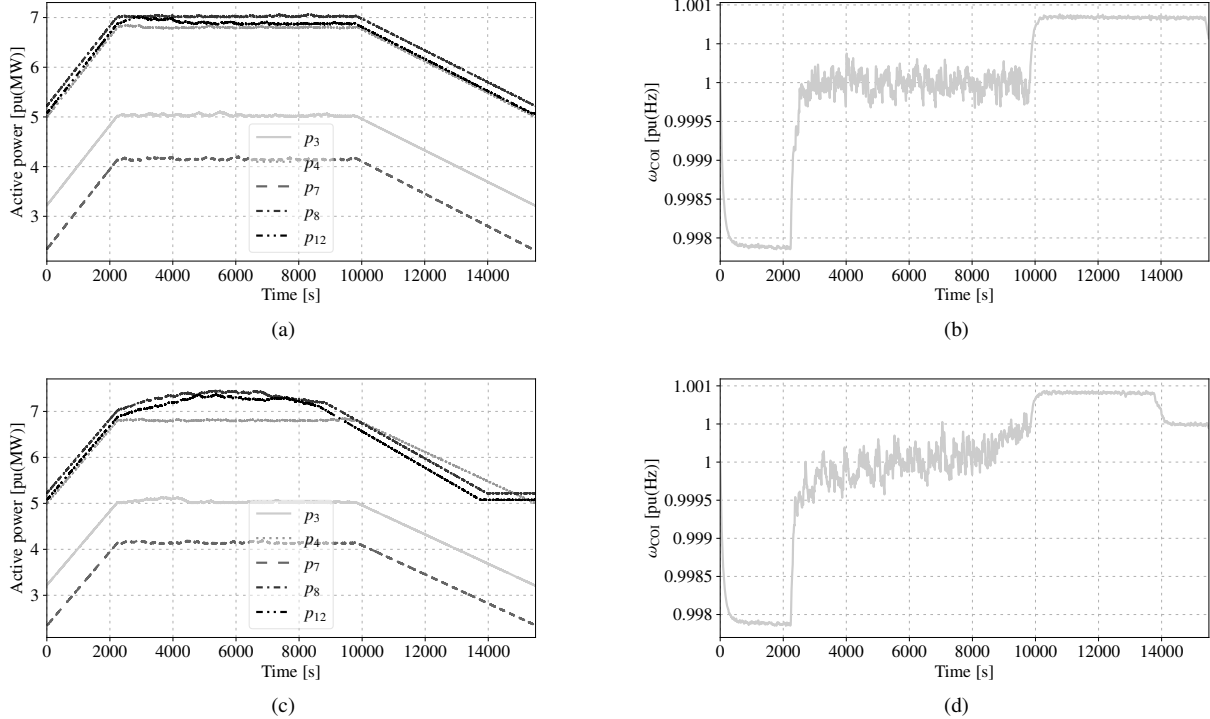 7
6
5
4
3
Active power [pu(MW)]
p3
p4
p7
p8
p12
0 2000 4000 6000 8000 10000 12000 14000
Time [s]
(a)
1.001
1
1
0.9995
0.999
0.9985
0.998
ωCOI [pu(Hz)]
0 2000 4000 6000 8000 10000 12000 14000
Time [s]
(b)
7
6
5
4
3
Active power [pu(MW)]
p3
p4
p7
p8
p12
0 2000 4000 6000 8000 10000 12000 14000
Time [s]
(c)
1.001
1
1
0.9995
0.999
0.9985
0.998
ωCOI [pu(Hz)]
0 2000 4000 6000 8000 10000 12000 14000
Time [s]
(d)